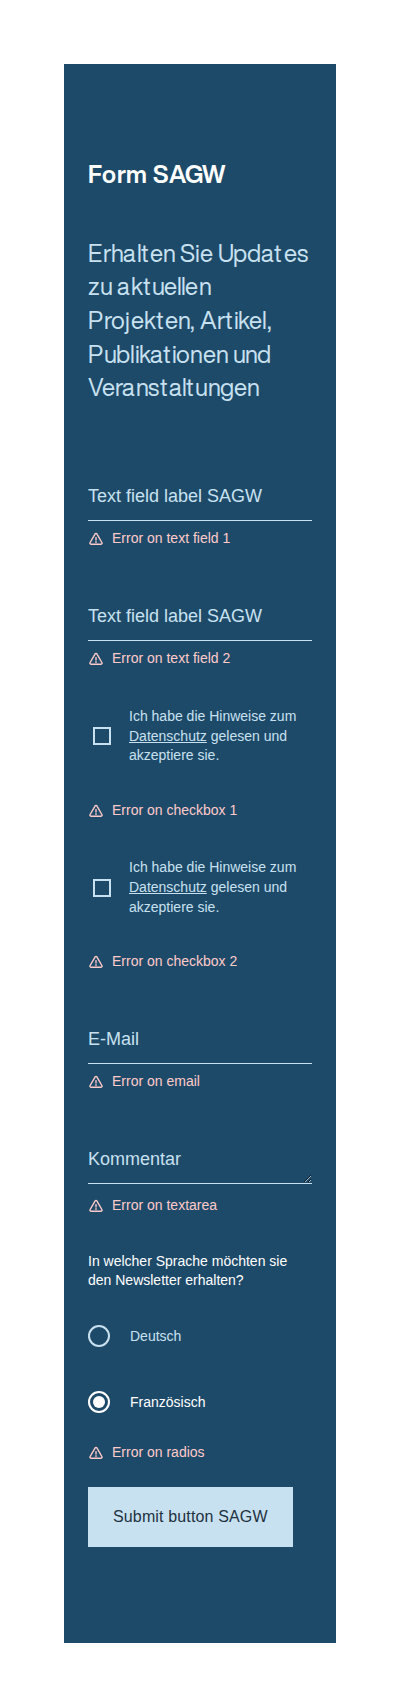 Form SAGW
Erhalten Sie Updates
zu aktuellen
Projekten, Artikel,
Publikationen und
Veranstaltungen
Text field label SAGW
Error on text field 1
Text field label SAGW
Error on text field 2
Ich habe die Hinweise zum
Datenschutz gelesen und
akzeptiere sie.
Error on checkbox 1
Ich habe die Hinweise zum
Datenschutz gelesen und
akzeptiere sie.
Error on checkbox 2
E-Mail
Error on email
Kommentar
Error on textarea
In welcher Sprache möchten sie
den Newsletter erhalten?
Deutsch
Französisch
Error on radios
Submit button SAGW